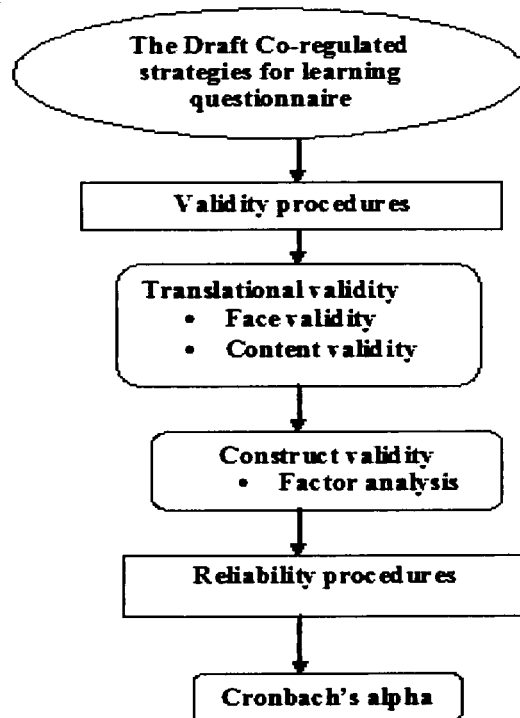 The Draft Co-regulated
strategies for learning
questionnaire
Validity procedures
Translational validity
• Face validity
• Content validity
Construct validity
• Factor analysis
Reliability procedures
Cronbach's alpha